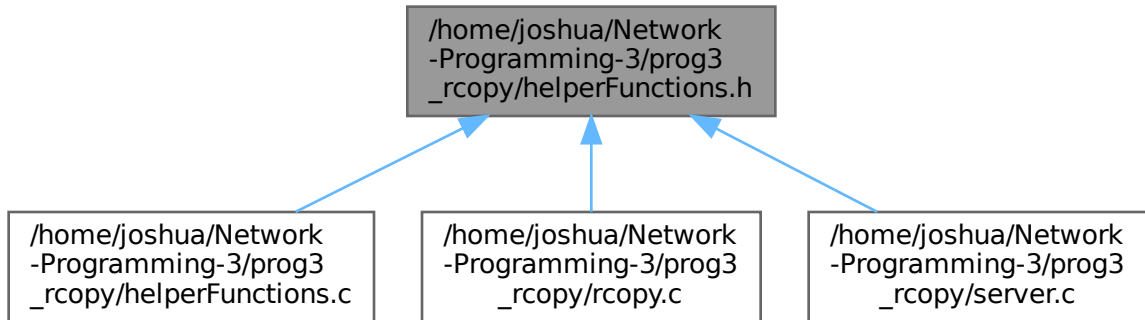 /home/joshua/Network
-Programming-3/prog3
_rcopy/helperFunctions.h
/home/joshua/Network
-Programming-3/prog3
_rcopy/helperFunctions.c
/home/joshua/Network
-Programming-3/prog3
_rcopy/rcopy.c
/home/joshua/Network
-Programming-3/prog3
_rcopy/server.c